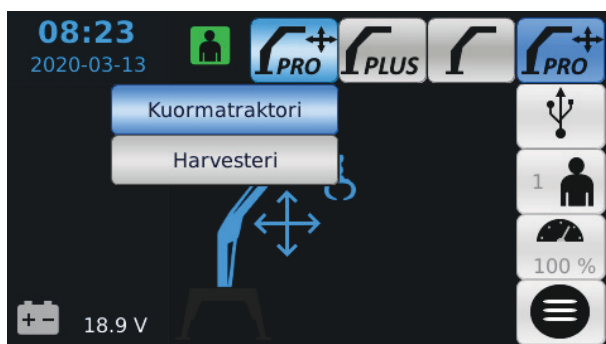 08:23
2020-03-13
PRO
PLUS
PRO
Kuormatraktori
Harvesteri
1
100 %
+ -
18.9 V